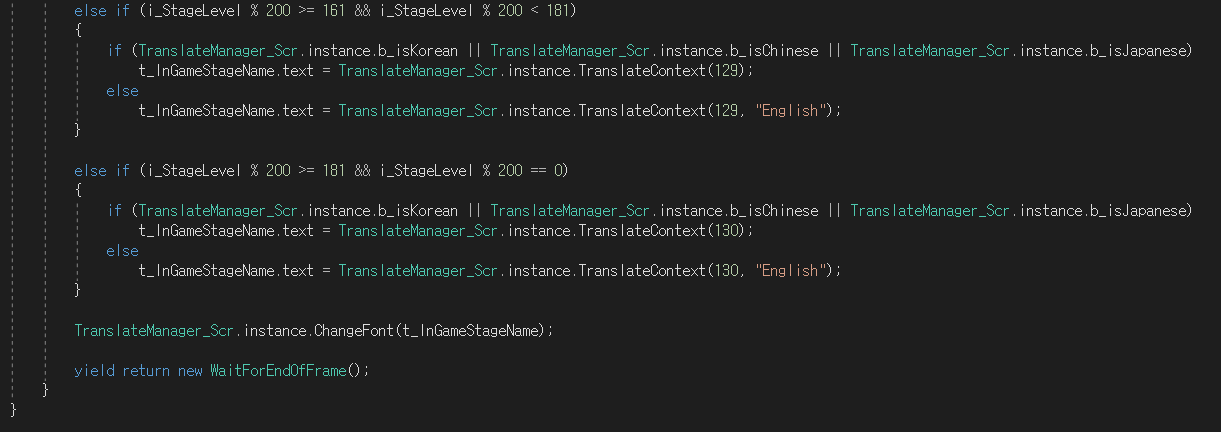 else if (i_StageLevel % 200 >= 161 && i_StageLevel % 200 < 181)
{
if (TranslateManager_Scr.instance.b_isKorean || TranslateManager_Scr.instance.b_isChinese || TranslateManager_Scr.instance.b_isJapanese)
t_InGameStageName.text = TranslateManager_Scr.instance.TranslateContext(129);
else
t_InGameStageName.text = TranslateManager_Scr.instance.TranslateContext(129, "English");
}
else if (i_StageLevel % 200 >= 181 && i_StageLevel % 200 == 0)
{
if (TranslateManager_Scr.instance.b_isKorean || TranslateManager_Scr.instance.b_isChinese || TranslateManager_Scr.instance.b_isJapanese)
t_InGameStageName.text = TranslateManager_Scr.instance.TranslateContext(130);
else
t_InGameStageName.text = TranslateManager_Scr.instance.TranslateContext(130, "English");
}
TranslateManager_Scr.instance.ChangeFont(t_InGameStageName);
yield return new WaitForEndOfFrame();
}
}